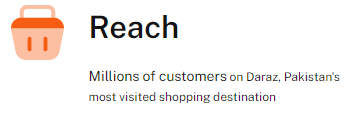 Reach
Millions of customers on Daraz, Pakistan's
most visited shopping destination